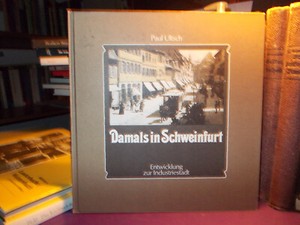 Paul Ultsch
Damals in Schweinfurt
Entwicklung
zur Industriestadt